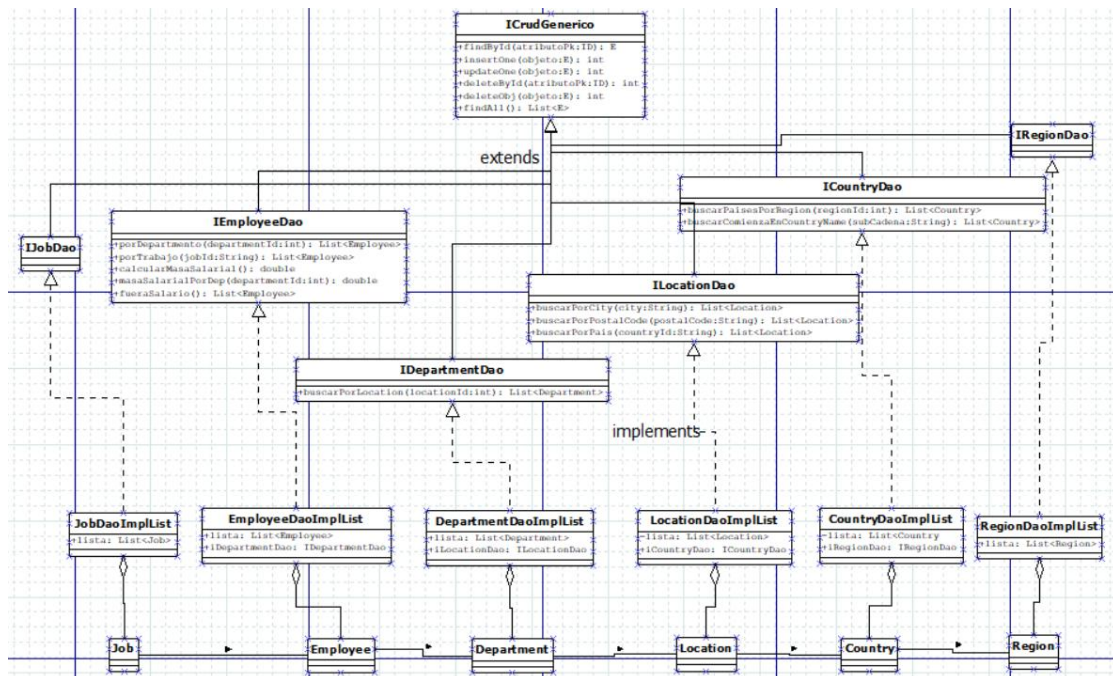 ICrudGenerico
+findById(atributoPk:ID): E
+insertOne(objeto:E): int
+updateOne(objeto:E): int
+deleteById(atributoPk:ID): int
+deleteObj(objeto:E): int
+findAll(): List<E>
IRegionDao
extends
ICountryDao
+buscarPaisesPorRegion(regionId:int): List<Country>
+buscarComienzaEnCountryName(subCadena:String): List<Country>
IEmployeeDao
+porDepartmento(departmentId:int): List<Employee>
+porTrabajo(jobId:String): List<Employee>
+calcularMasaSalarial(): double
+masaSalarialPorDep(departmentId:int): double
+fueraSalario(): List<Employee>
IJobDao
ILocationDao
+buscarPorCity(city:String): List<Location>
+buscarPorPostalCode(postalCode:String): List<Location>
+buscarPorPais(countryId:String): List<Location>
IDepartmentDao
+buscarPorLocation(locationId:int): List<Department>
implements
JobDaoImplList
+lista: List<Job>
EmployeeDaoImplList
+lista: List<Employee>
+iDepartmentDao: IDepartmentDao
DepartmentDaoImplList
+lista: List<Department>
+iLocationDao: ILocationDao
LocationDaoImplList
-lista: List<Location>
+iCountryDao: ICountryDao
CountryDaoImplList
-lista: List<Country
+iRegionDao: IRegionDao
RegionDaoImplList
+lista: List<Region>
Job
Employee
Department
Location
Country
Region